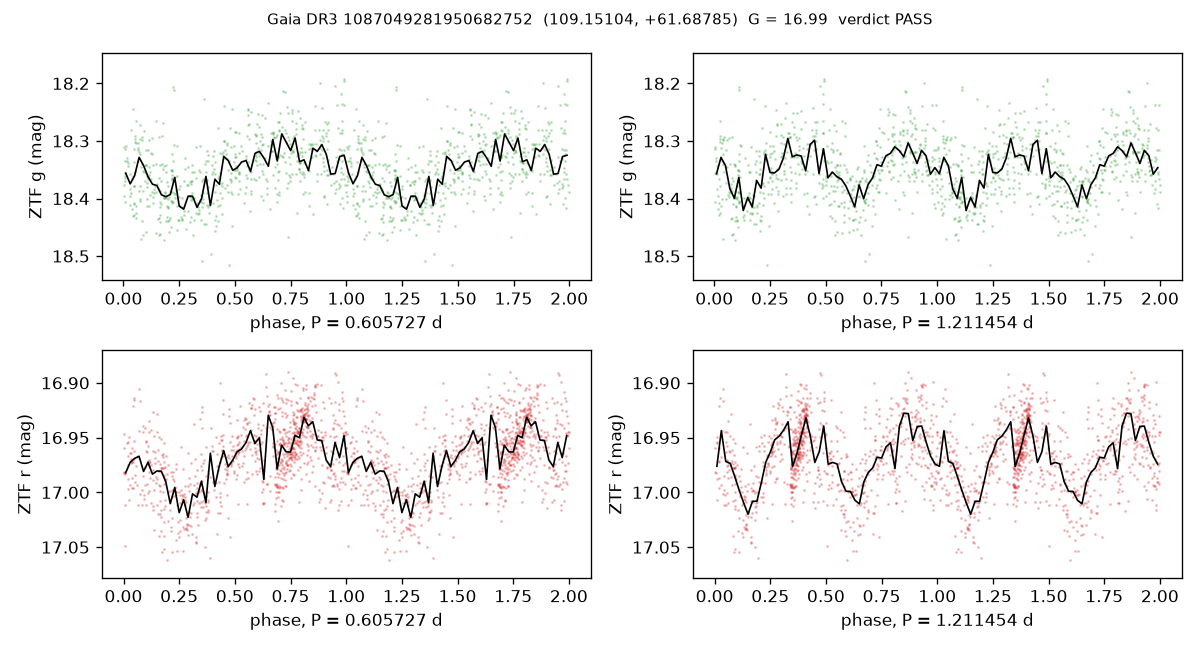 Gaia DR3 1087049281950682752 (109.15104, +61.68785) G = 16.99 verdict PASS
ZTF g (mag)
18.2
18.3
18.4
18.5
0.00 0.25 0.50 0.75 1.00 1.25 1.50 1.75 2.00
phase, P = 0.605727 d
ZTF g (mag)
18.2
18.3
18.4
18.5
0.00 0.25 0.50 0.75 1.00 1.25 1.50 1.75 2.00
phase, P = 1.211454 d
ZTF r (mag)
16.90
16.95
17.00
17.05
0.00 0.25 0.50 0.75 1.00 1.25 1.50 1.75 2.00
phase, P = 0.605727 d
ZTF r (mag)
16.90
16.95
17.00
17.05
0.00 0.25 0.50 0.75 1.00 1.25 1.50 1.75 2.00
phase, P = 1.211454 d